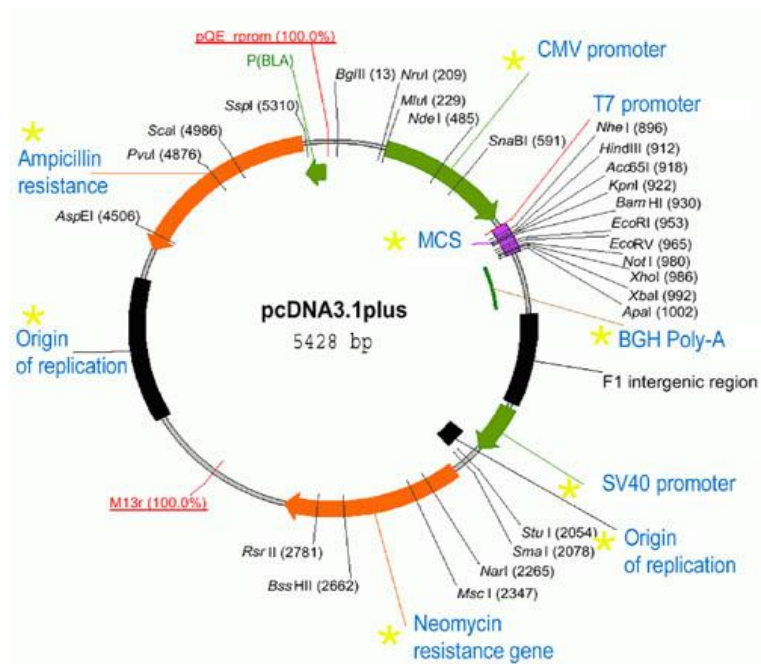 pQE_rprom (100.0%)
P(BLA)
BglII (13)
NruI (209)
MluI (229)
NdeI (485)
SnaBI (591)
CMV promoter
T7 promoter
NheI (896)
HindIII (912)
Acc65I (918)
KpnI (922)
BamHI (930)
EcoRI (953)
EcoRV (965)
NotI (980)
XhoI (986)
XbaI (992)
ApaI (1002)
MCS
BGH Poly-A
F1 intergenic region
SV40 promoter
Origin
of replication
StuI (2054)
SmaI (2078)
NarI (2265)
MscI (2347)
Neomycin
resistance gene
BssHII (2662)
RsrII (2781)
M13r (100.0%)
Origin
of replication
AspEI (4506)
Ampicillin
resistance
PvuI (4876)
ScaI (4986)
SspI (5310)
pcDNA3.1plus
5428 bp